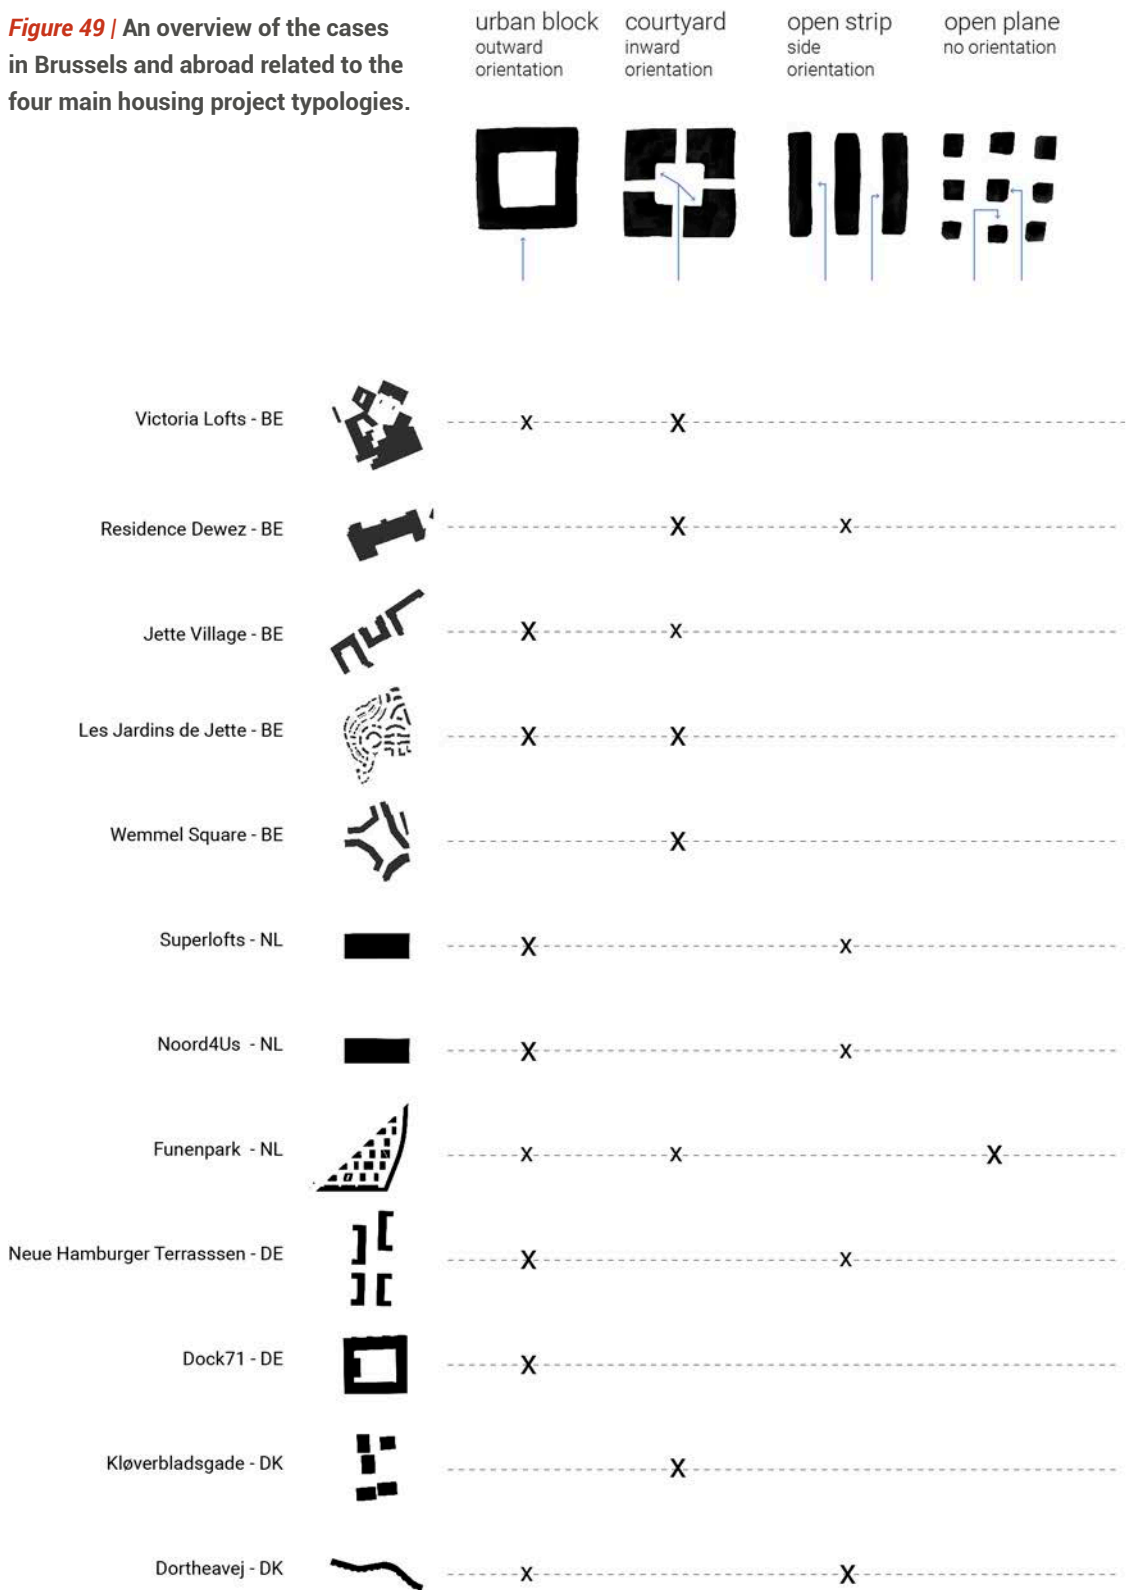 Figure 49 | An overview of the cases
in Brussels and abroad related to the
four main housing project typologies.
urban block
outward
orientation
courtyard
inward
orientation
open strip
side
orientation
open plane
no orientation
Victoria Lofts - BE x X
Residence Dewez - BE X x
Jette Village - BE X x
Les Jardins de Jette - BE X X
Wemmel Square - BE X
Superlofts - NL X x
Noord4Us - NL X x
Funenpark - NL x x X
Neue Hamburger Terrasssen - DE X x
Dock71 - DE X
Kløverbladsgade - DK X
Dortheavej - DK x X